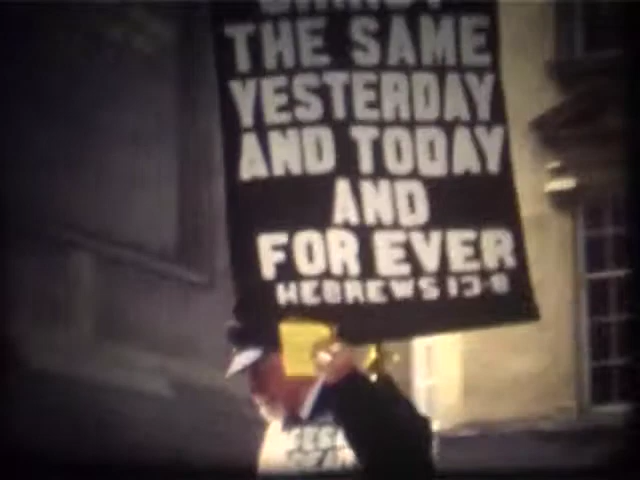 THE SAME
YESTERDAY
AND TODAY
AND
FOR EVER
HEBREWS 13-8